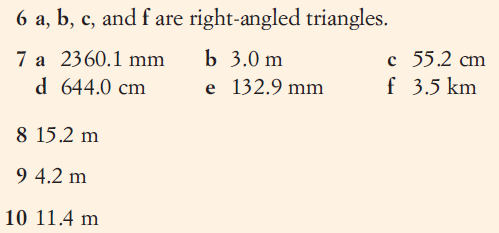 6 a, b, c, and f are right-angled triangles.
7 a 2360.1 mm b 3.0 m c 55.2 cm
d 644.0 cm e 132.9 mm f 3.5 km
8 15.2 m
9 4.2 m
10 11.4 m